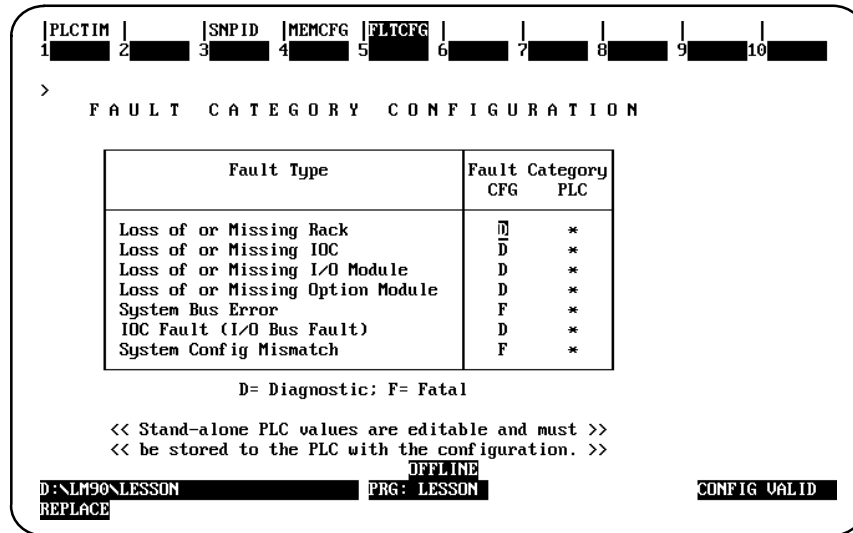 |PLCTIM | |SNPID |MEMCFG |FLTCFG | | | | |
1 2 3 4 5 6 7 8 9 10
>
F A U L T C A T E G O R Y C O N F I G U R A T I O N
Fault Type Fault Category
CFG PLC
Loss of or Missing Rack D *
Loss of or Missing IOC D *
Loss of or Missing I/O Module D *
Loss of or Missing Option Module D *
System Bus Error F *
IOC Fault (I/O Bus Fault) D *
System Config Mismatch F *
D= Diagnostic; F= Fatal
<< Stand-alone PLC values are editable and must >>
<< be stored to the PLC with the configuration. >>
OFFLINE
D:\LM90\LESSON PRG: LESSON CONFIG VALID
REPLACE